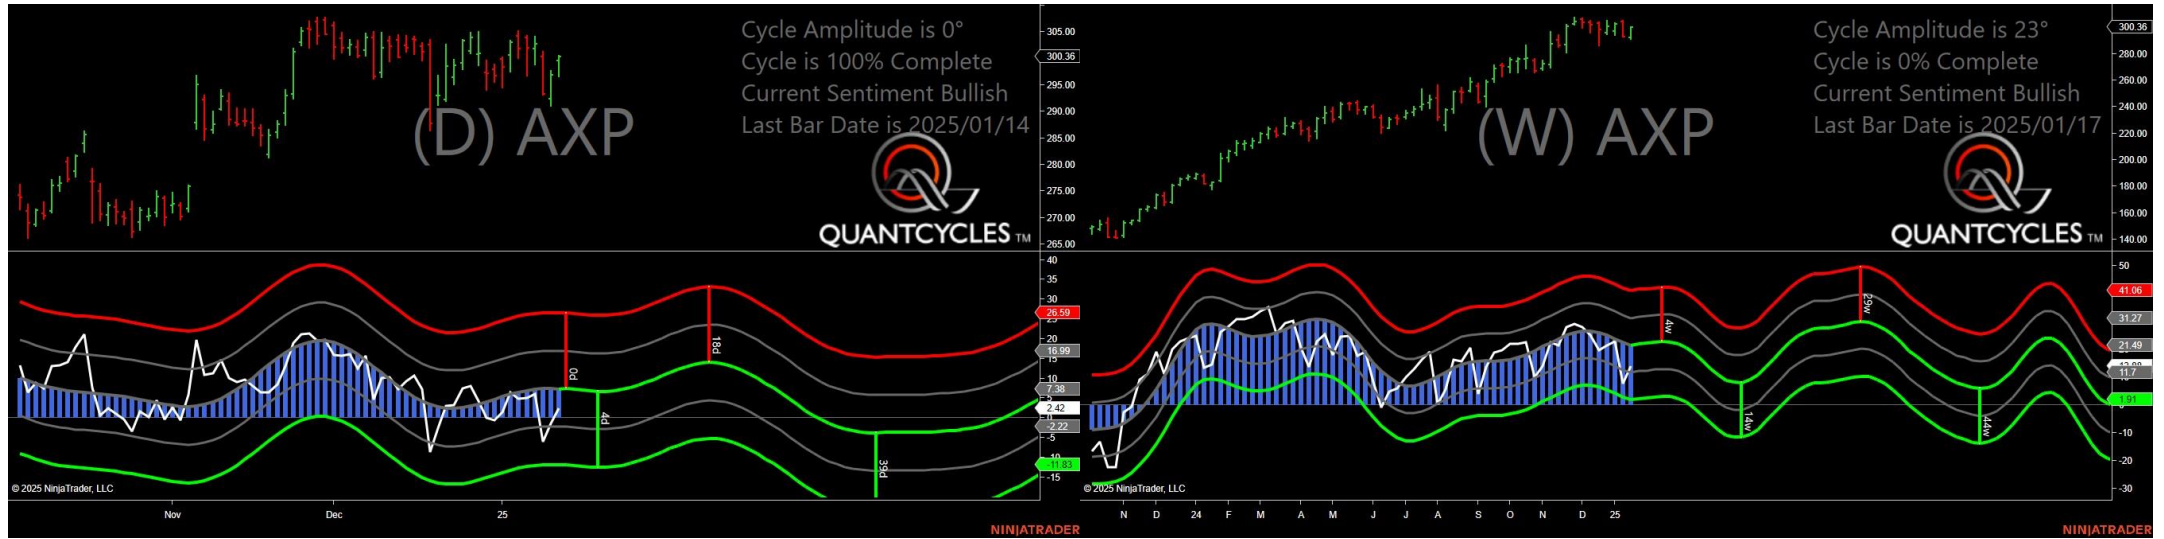 Cycle Amplitude is 0°
Cycle is 100% Complete
Current Sentiment Bullish
Last Bar Date is 2025/01/14
(D) AXP
QUANTCYCLES TM
305.00
300.36
295.00
290.00
285.00
280.00
275.00
270.00
265.00
40
35
30
26.59
25
20
16.99
15
10
7.38
5
2.42
0
-2.22
-5
-10
-11.83
-15
0d
4d
18d
39d
© 2025 NinjaTrader, LLC
Nov Dec 25
NINJATRADER
Cycle Amplitude is 23°
Cycle is 0% Complete
Current Sentiment Bullish
Last Bar Date is 2025/01/17
(W) AXP
QUANTCYCLES TM
300.36
280.00
260.00
240.00
220.00
200.00
180.00
160.00
140.00
50
41.06
31.27
21.49
11.7
1.91
-10
-20
-30
4w
14w
29w
44w
© 2025 NinjaTrader, LLC
N D 24 F M A M J J A S O N D 25
NINJATRADER